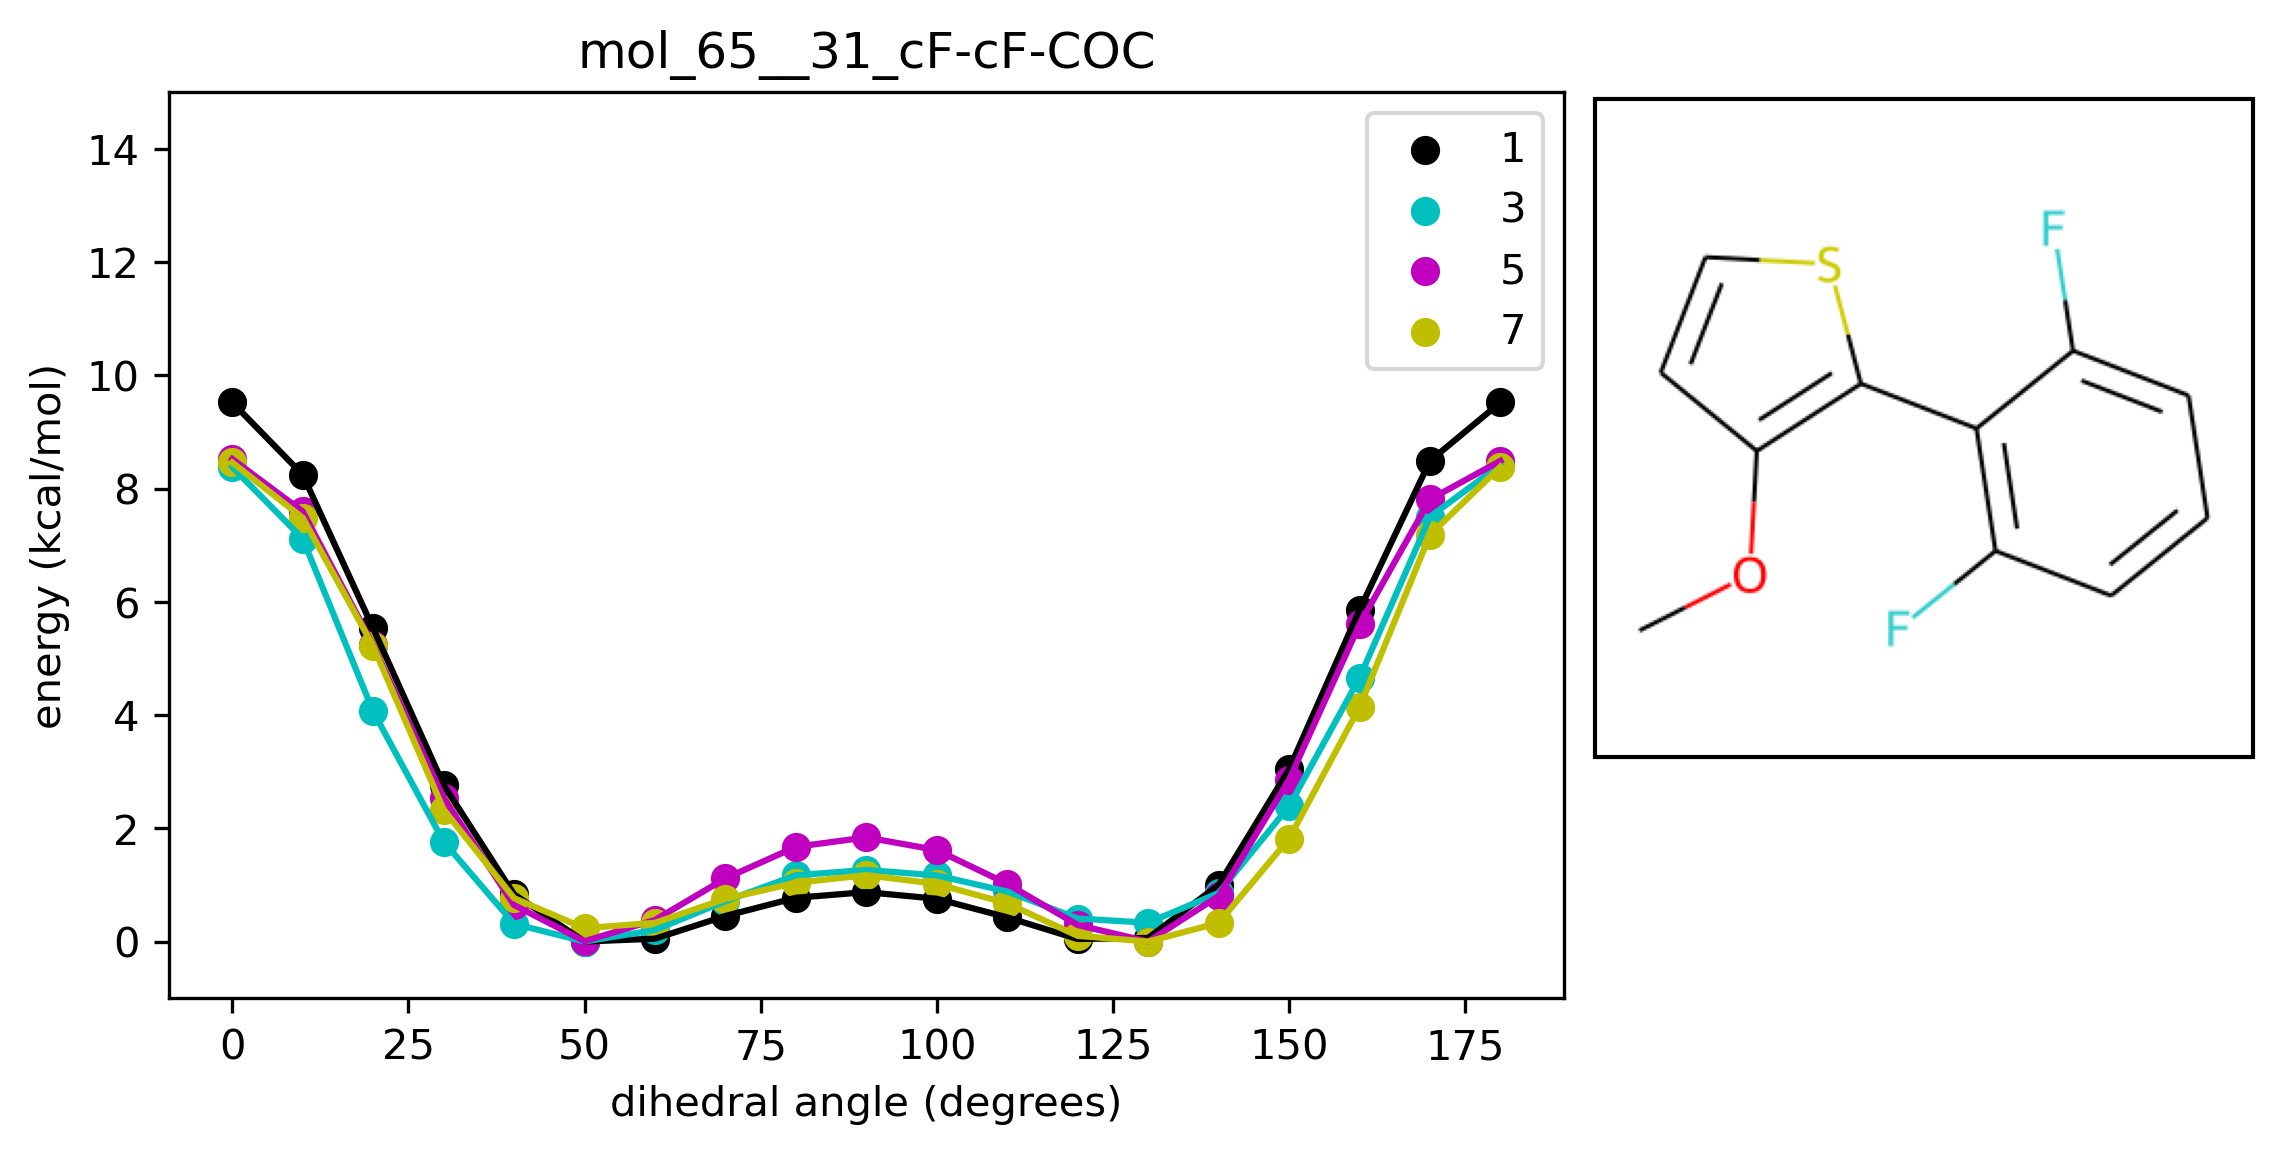 mol_65__31_cF-cF-COC
energy (kcal/mol)
14
12
10
8
6
4
2
0
0 25 50 75 100 125 150 175
dihedral angle (degrees)
1
3
5
7
S
F
O
F